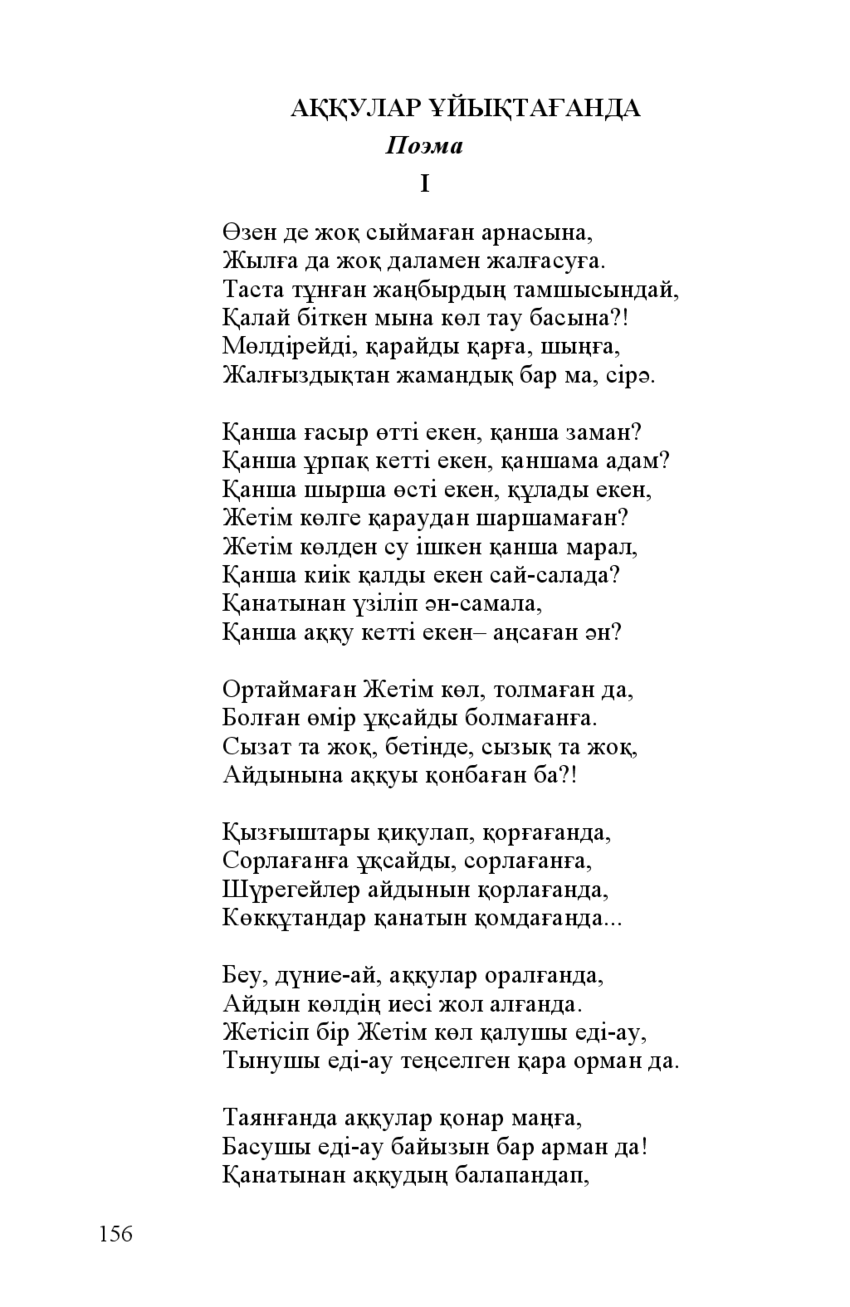 АҚҚУЛАР ҰЙЫҚТАҒАНДА
Поэма
I
Өзен де жоқ сыймаған арнасына,
Жылға да жоқ даламен жалғасуға.
Таста тұнған жаңбырдың тамшысындай,
Қалай біткен мына көл тау басына?!
Мөлдірейді, қарайды қарға, шыңға,
Жалғыздықтан жамандық бар ма, сірә.
Қанша ғасыр өтті екен, қанша заман?
Қанша ұрпақ кетті екен, қаншама адам?
Қанша шырша өсті екен, құлады екен,
Жетім көлге қараудан шаршамаған?
Жетім көлден су ішкен қанша марал,
Қанша киік қалды екен сай-салада?
Қанатынан үзіліп ән-самала,
Қанша аққу кетті екен– аңсаған ән?
Ортаймаған Жетім көл, толмаған да,
Болған өмір ұқсайды болмағанға.
Сызат та жоқ, бетінде, сызық та жоқ,
Айдынына аққуы қонбаған ба?!
Қызғыштары қиқулап, қорғағанда,
Сорлағанға ұқсайды, сорлағанға,
Шүрегейлер айдынын қорлағанда,
Көкқұтандар қанатын қомдағанда...
Беу, дүние-ай, аққулар оралғанда,
Айдын көлдің иесі жол алғанда.
Жетісіп бір Жетім көл қалушы еді-ау,
Тынушы еді-ау теңселген қара орман да.
Таянғанда аққулар қонар маңға,
Басушы еді-ау байызын бар арман да!
Қанатынан аққудың балапандап,
156